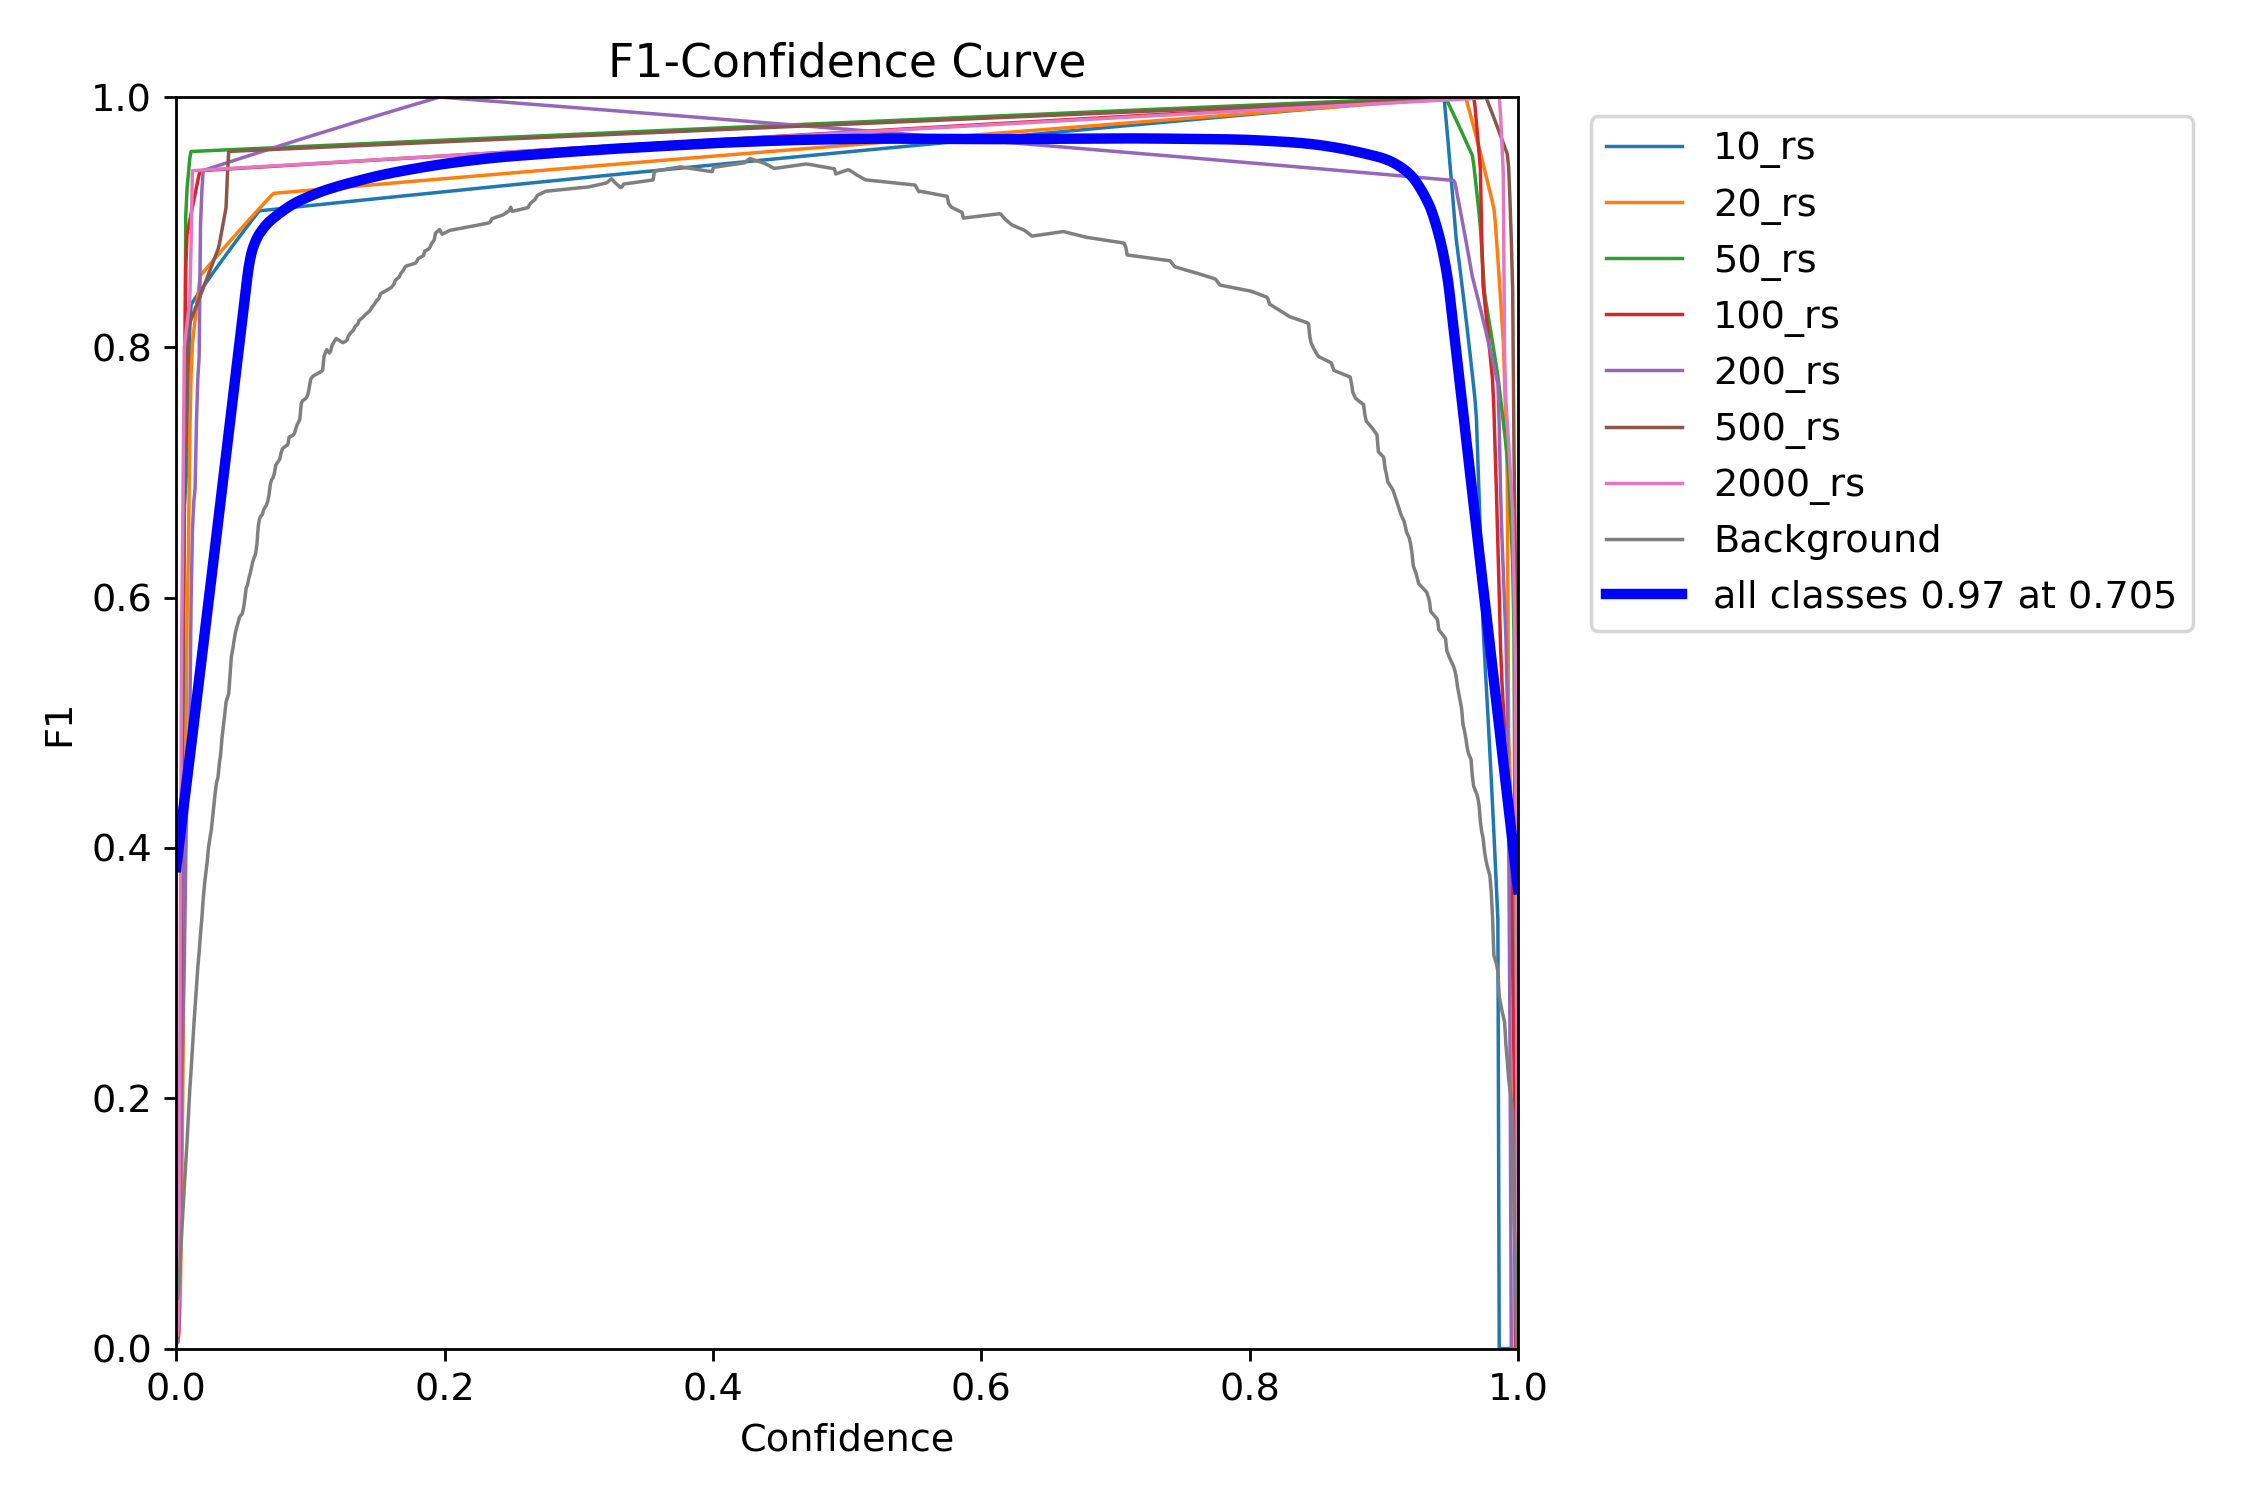 F1-Confidence Curve
1.0
0.8
0.6
0.4
0.2
0.0
F1
0.0 0.2 0.4 0.6 0.8 1.0
Confidence
10_rs
20_rs
50_rs
100_rs
200_rs
500_rs
2000_rs
Background
all classes 0.97 at 0.705